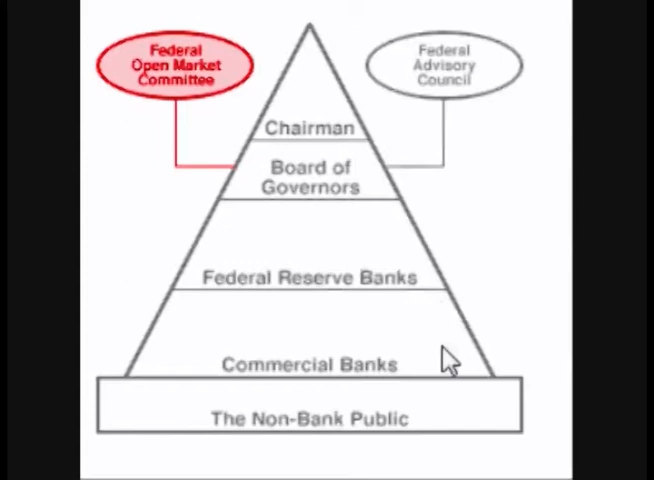 Federal
Open Market
Committee
Federal
Advisory
Council
Chairman
Board of
Governors
Federal Reserve Banks
Commercial Banks
The Non-Bank Public